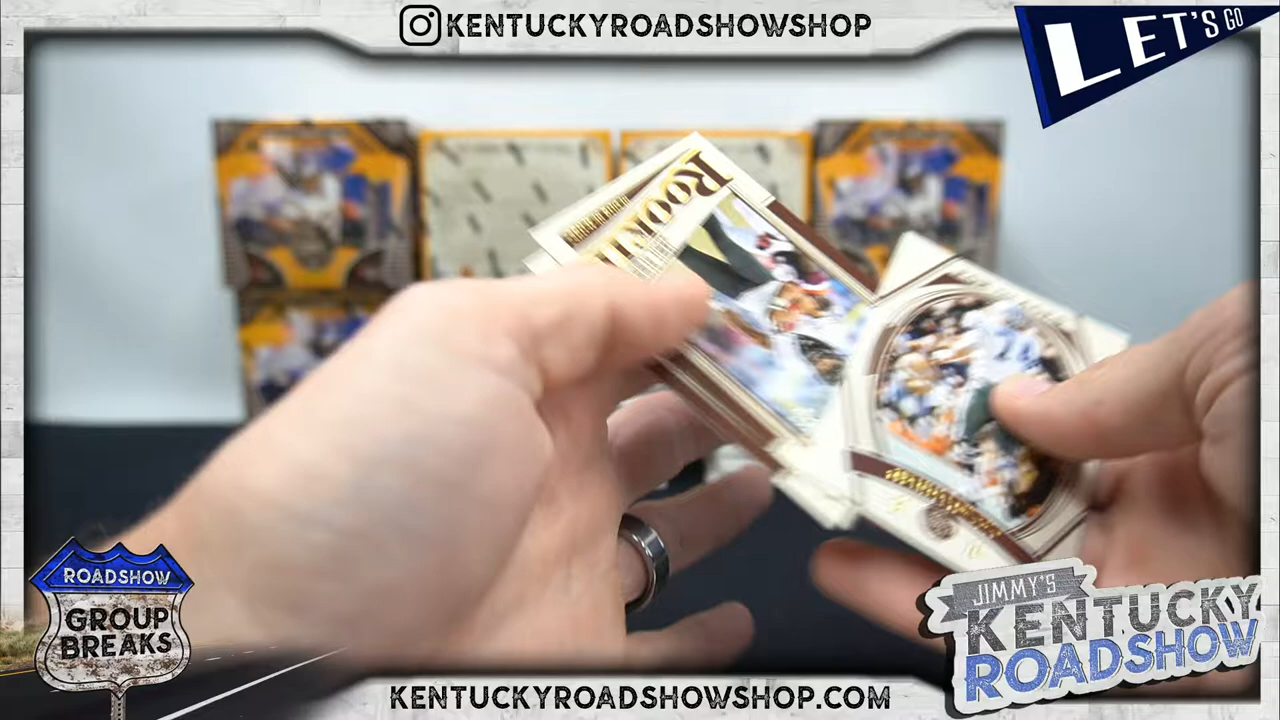 KENTUCKYROADSHOWSHOP
LET'S GO
ROOKIE
ROADSHOW
GROUP
BREAKS
JIMMY'S
KENTUCKY
ROADSHOW
KENTUCKYROADSHOWSHOP.COM